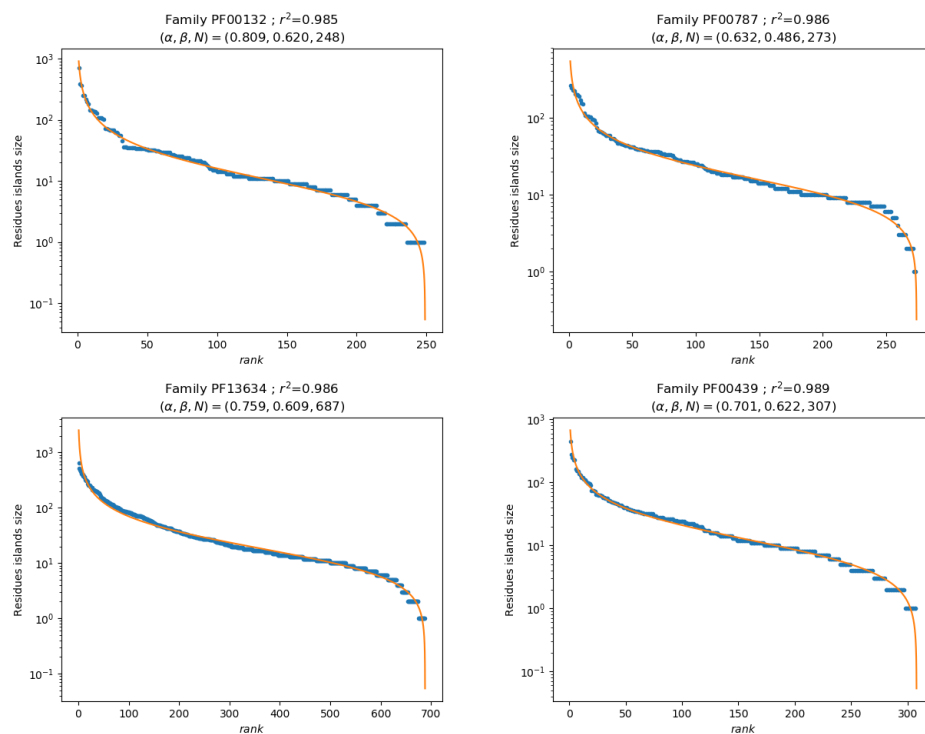 Family PF00132 ; r²=0.985
(α, β, N) = (0.809, 0.620, 248)
Residues islands size
10³
10²
10¹
10⁰
10⁻¹
0 50 100 150 200 250
rank
Family PF00787 ; r²=0.986
(α, β, N) = (0.632, 0.486, 273)
Residues islands size
10²
10¹
10⁰
0 50 100 150 200 250
rank
Family PF13634 ; r²=0.986
(α, β, N) = (0.759, 0.609, 687)
Residues islands size
10³
10²
10¹
10⁰
10⁻¹
0 100 200 300 400 500 600 700
rank
Family PF00439 ; r²=0.989
(α, β, N) = (0.701, 0.622, 307)
Residues islands size
10³
10²
10¹
10⁰
10⁻¹
0 50 100 150 200 250 300
rank